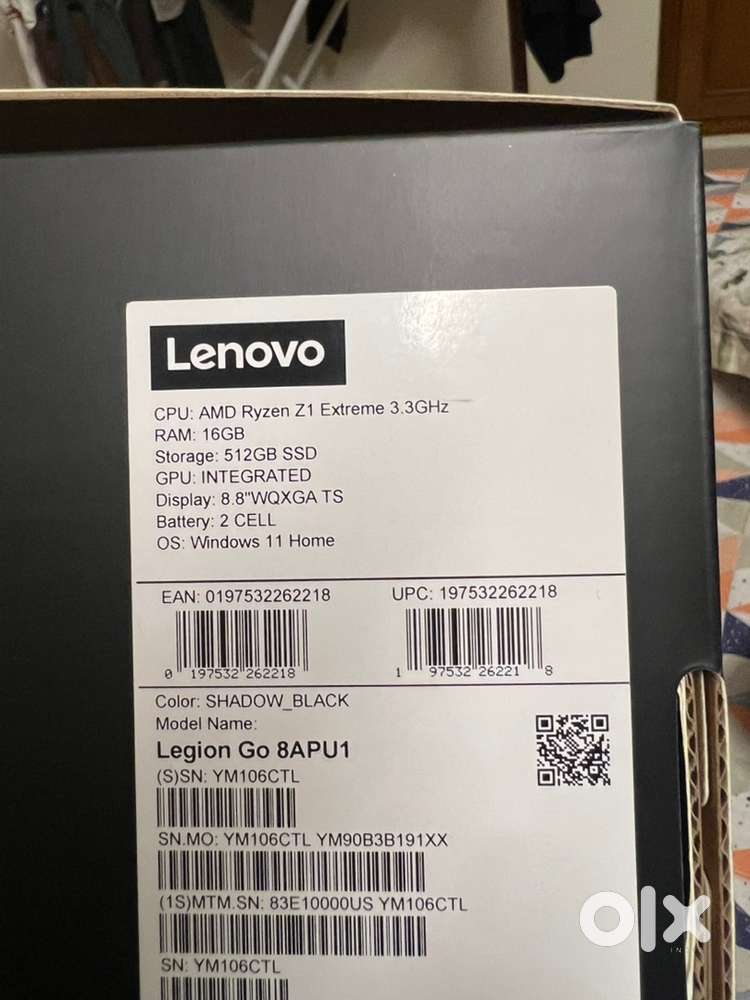 Lenovo
CPU: AMD Ryzen Z1 Extreme 3.3GHz
RAM: 16GB
Storage: 512GB SSD
GPU: INTEGRATED
Display: 8.8"WQXGA TS
Battery: 2 CELL
OS: Windows 11 Home
EAN: 0197532262218 UPC: 197532262218
0 197532 262218 1 97532 26221 8
Color: SHADOW_BLACK
Model Name:
Legion Go 8APU1
(S)SN: YM106CTL
SN.MO: YM106CTL YM90B3B191XX
(1S)MTM.SN: 83E10000US YM106CTL
SN: YM106CTL
olx
IN